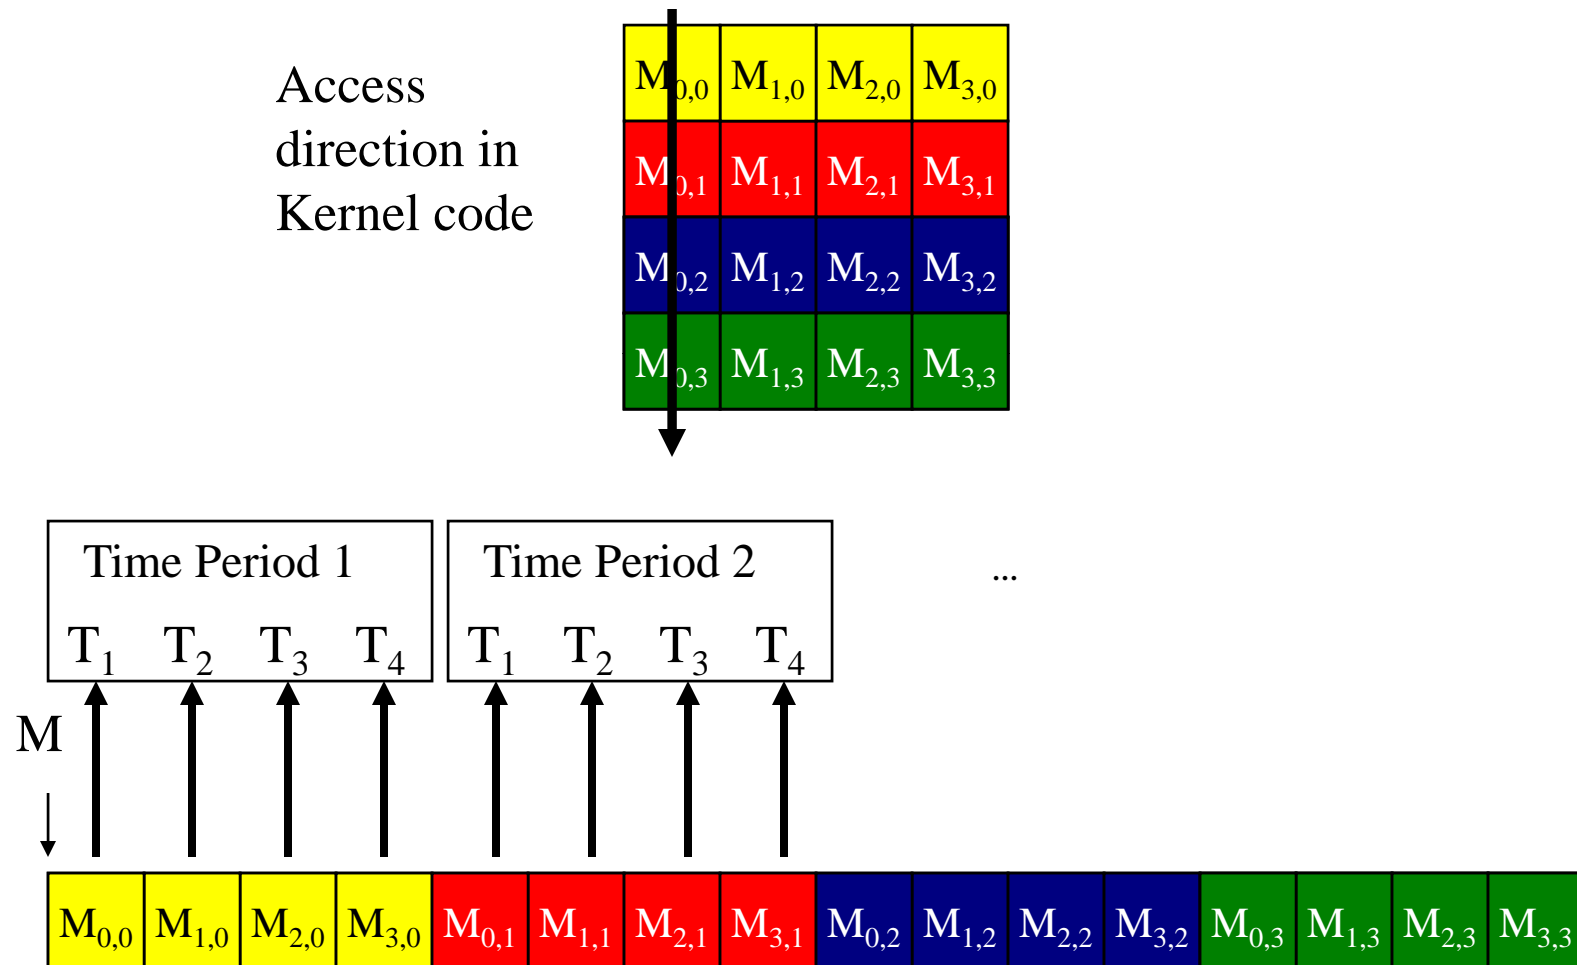 Access
direction in
Kernel code
M0,0 M1,0 M2,0 M3,0
M0,1 M1,1 M2,1 M3,1
M0,2 M1,2 M2,2 M3,2
M0,3 M1,3 M2,3 M3,3
Time Period 1 Time Period 2 ...
T1 T2 T3 T4 T1 T2 T3 T4
M
M0,0 M1,0 M2,0 M3,0 M0,1 M1,1 M2,1 M3,1 M0,2 M1,2 M2,2 M3,2 M0,3 M1,3 M2,3 M3,3